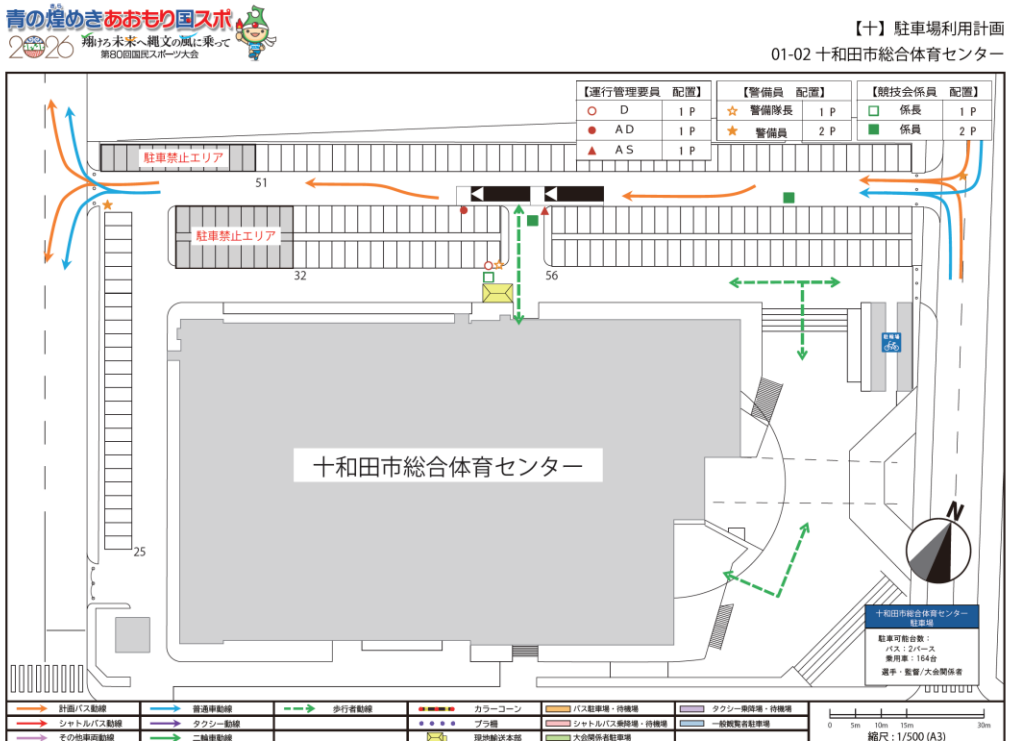 青の煌めきあおもり国スポ
2026 翔けろ未来へ縄文の風に乗って
第80回国民スポーツ大会
【十】駐車場利用計画
01-02 十和田市総合体育センター
【運行管理要員 配置】
D 1 P
AD 1 P
AS 1 P
【警備員 配置】
警備隊長 1 P
警備員 2 P
【競技会係員 配置】
係長 1 P
係員 2 P
駐車禁止エリア
51
駐車禁止エリア
32
56
駐輪場
十和田市総合体育センター
25
N
十和田市総合体育センター
駐車場
駐車可能台数：
バス：2バース
乗用車：164台
選手・監督/大会関係者
計画バス動線
普通車動線
歩行者動線
カラーコーン
バス駐車場・待機場
タクシー乗降場・待機場
シャトルバス動線
タクシー動線
プラ柵
シャトルバス乗降場・待機場
一般観覧者駐車場
その他車両動線
二輪車動線
現地輸送本部
大会関係者駐車場
0 5m 10m 15m 30m
縮尺：1/500 (A3)